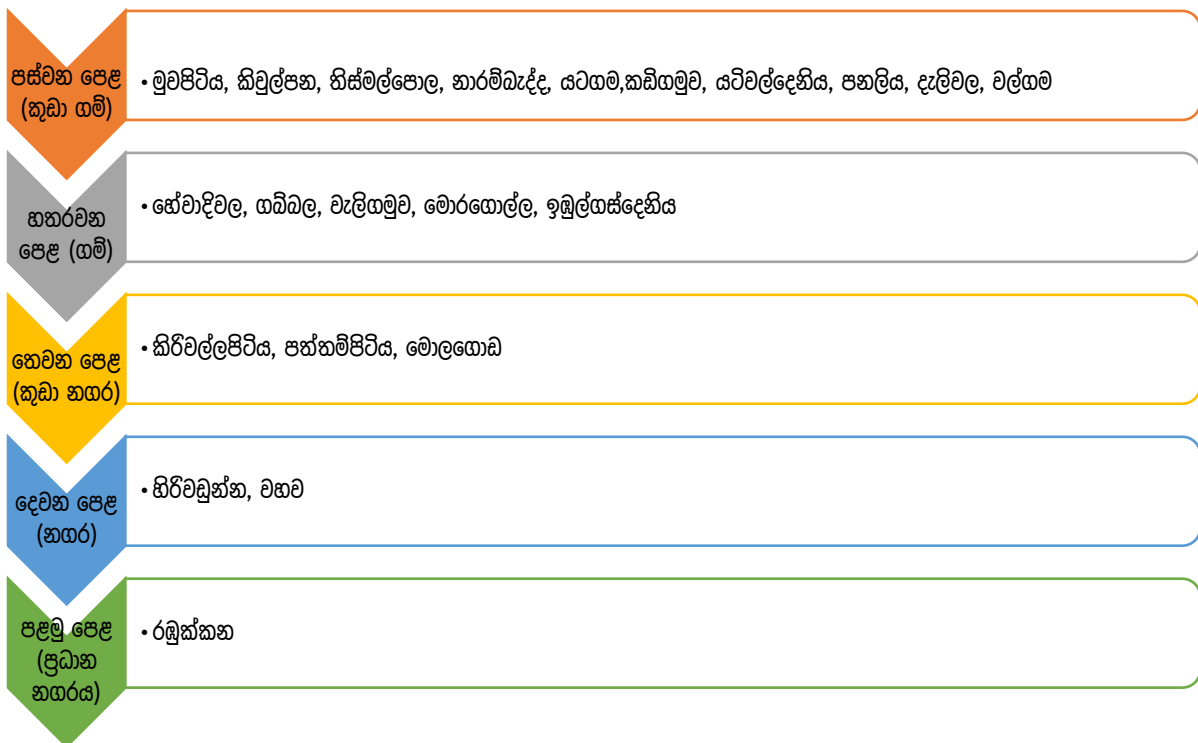 පස්වන පෙළ
(කුඩා ගම්)
• මුවපිටිය, කිවුල්පන, තිස්මල්පොල, නාරම්බැද්ද, යටගම,කඩිගමුව, යටිවල්දෙනිය, පනලිය, දැලිවල, වල්ගම
හතරවන
පෙළ (ගම්)
• හේවාදිවල, ගබ්බල, වැලිගමුව, මොරගොල්ල, ඉඹුල්ගස්දෙනිය
තෙවන පෙළ
(කුඩා නගර)
• කිරිවල්ලපිටිය, පත්තම්පිටිය, මොලගොඩ
දෙවන පෙළ
(නගර)
• හිරිවඩුන්න, වහව
පළමු පෙළ
(ප්‍රධාන
නගරය)
• රඹුක්කන